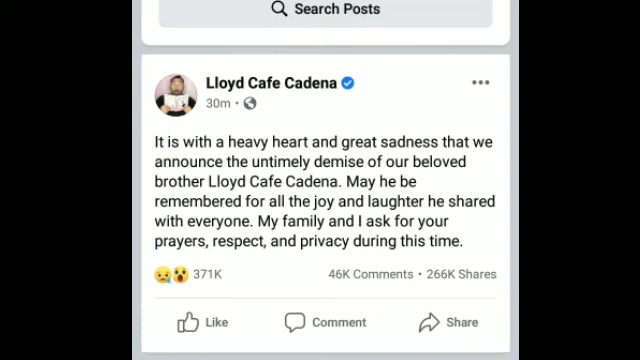 Search Posts
Lloyd Cafe Cadena
30m ·
It is with a heavy heart and great sadness that we
announce the untimely demise of our beloved
brother Lloyd Cafe Cadena. May he be
remembered for all the joy and laughter he shared
with everyone. My family and I ask for your
prayers, respect, and privacy during this time.
371K 46K Comments · 266K Shares
Like Comment Share